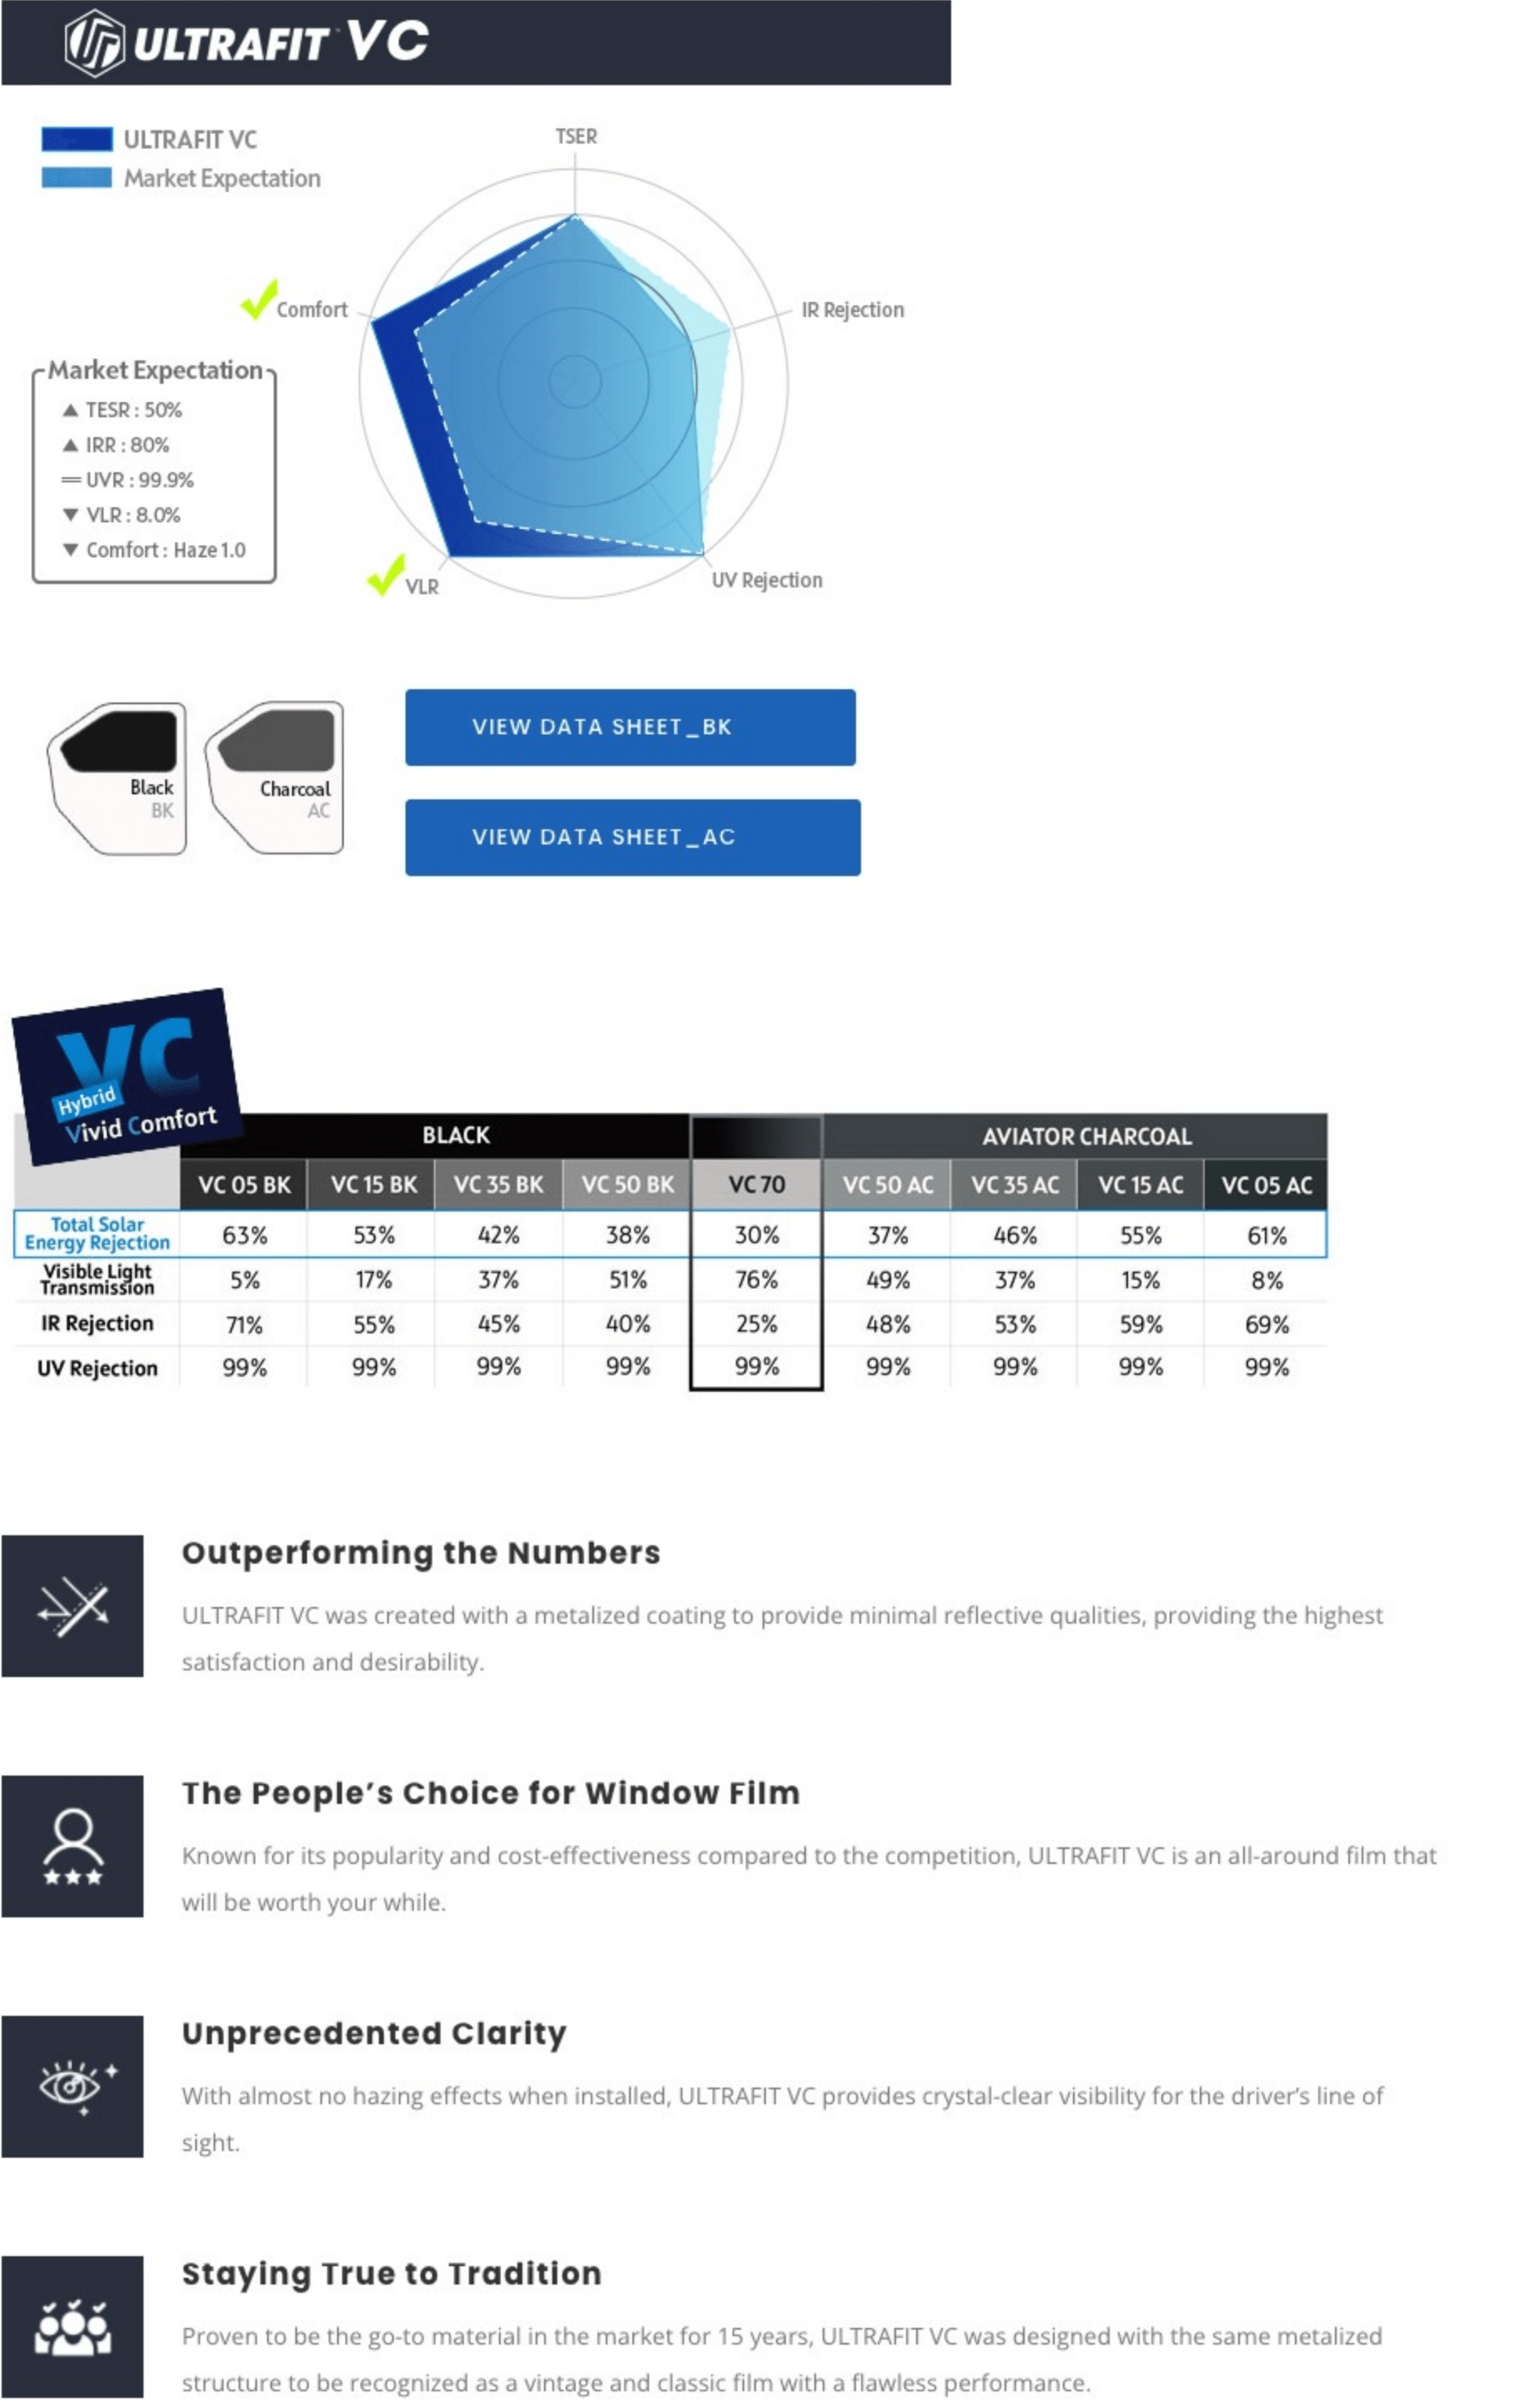 ULTRAFIT VC
ULTRAFIT VC
Market Expectation
TSER
Comfort
IR Rejection
Market Expectation
▲ TESR : 50%
▲ IRR : 80%
= UVR : 99.9%
▼ VLR : 8.0%
▼ Comfort : Haze 1.0
VLR
UV Rejection
Black
BK
Charcoal
AC
VIEW DATA SHEET_BK
VIEW DATA SHEET_AC
VC
Hybrid
Vivid Comfort
BLACK AVIATOR CHARCOAL
VC 05 BK VC 15 BK VC 35 BK VC 50 BK VC 70 VC 50 AC VC 35 AC VC 15 AC VC 05 AC
Total Solar
Energy Rejection 63% 53% 42% 38% 30% 37% 46% 55% 61%
Visible Light
Transmission 5% 17% 37% 51% 76% 49% 37% 15% 8%
IR Rejection 71% 55% 45% 40% 25% 48% 53% 59% 69%
UV Rejection 99% 99% 99% 99% 99% 99% 99% 99% 99%
Outperforming the Numbers
ULTRAFIT VC was created with a metalized coating to provide minimal reflective qualities, providing the highest
satisfaction and desirability.
The People’s Choice for Window Film
Known for its popularity and cost-effectiveness compared to the competition, ULTRAFIT VC is an all-around film that
will be worth your while.
Unprecedented Clarity
With almost no hazing effects when installed, ULTRAFIT VC provides crystal-clear visibility for the driver’s line of
sight.
Staying True to Tradition
Proven to be the go-to material in the market for 15 years, ULTRAFIT VC was designed with the same metalized
structure to be recognized as a vintage and classic film with a flawless performance.